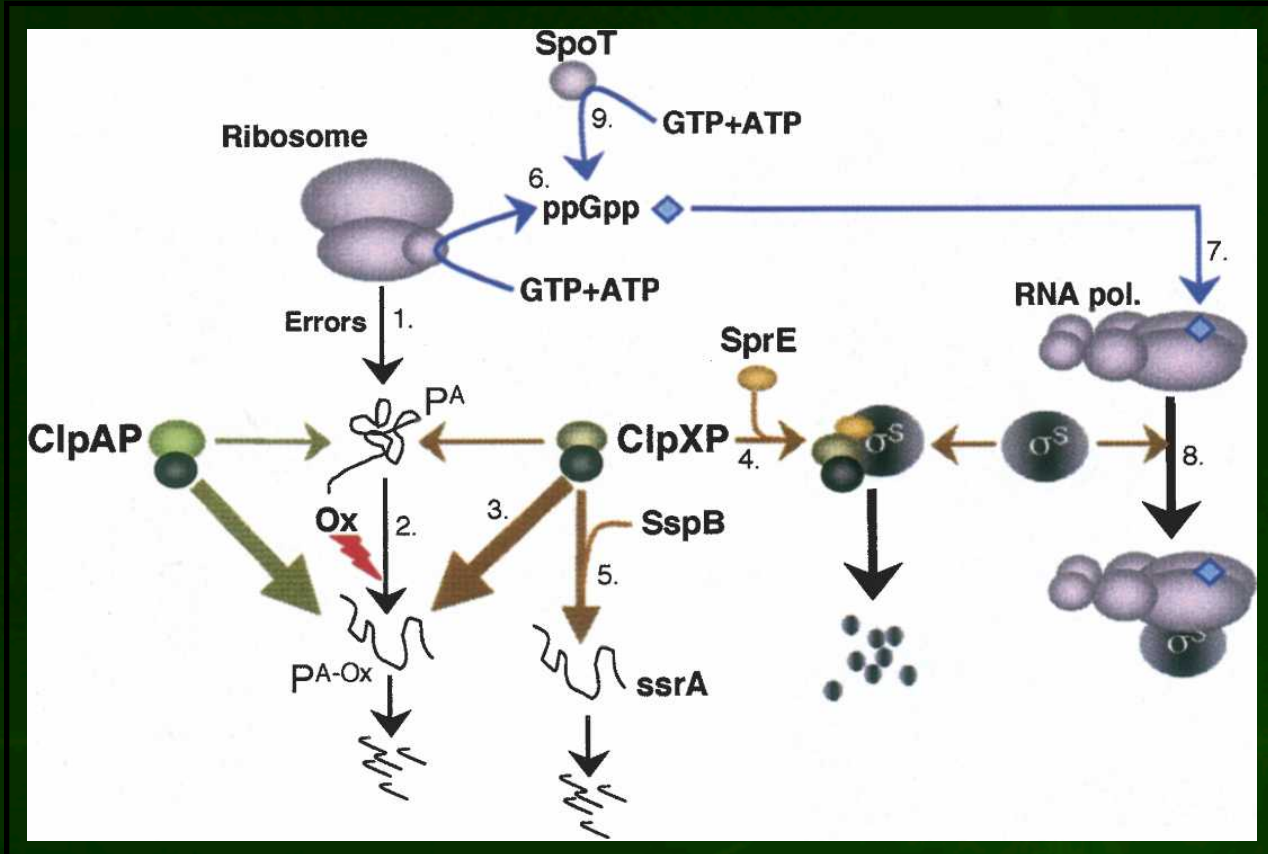 SpoT
9.
GTP+ATP
Ribosome
6.
ppGpp
7.
GTP+ATP
RNA pol.
Errors
1.
SprE
PA
ClpAP
ClpXP
4.
σS
σS
8.
Ox
2.
3.
SspB
5.
PA-Ox
ssrA
σS